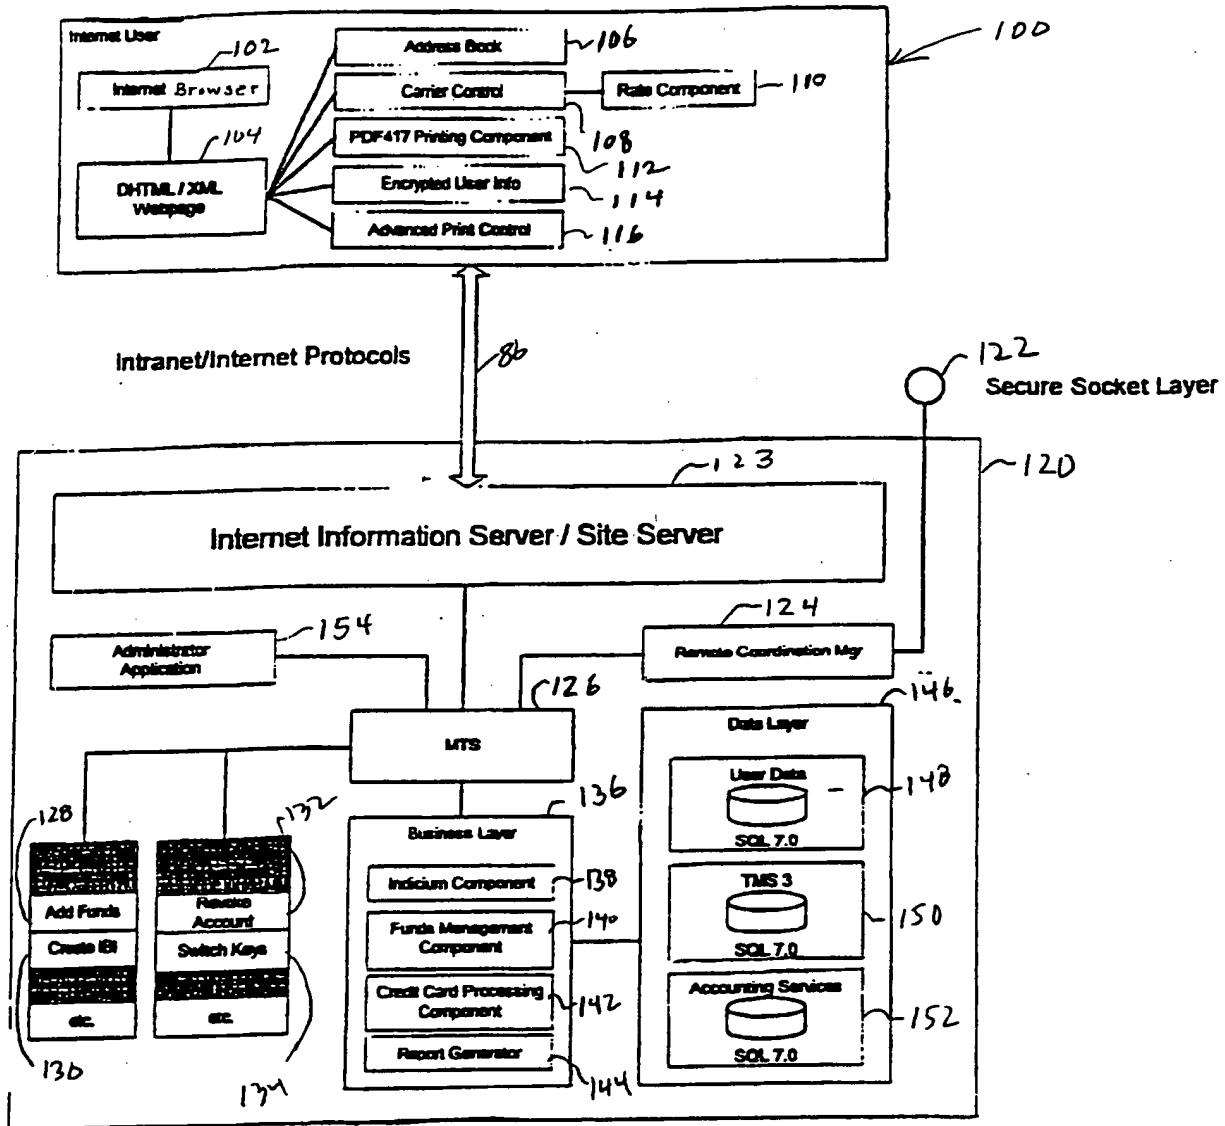 Internet User
102
Internet Browser
104
DHTML / XML
Webpage
Address Book
106
Carrier Control
108
Rate Component
110
PDF417 Printing Component
112
Encrypted User Info
114
Advanced Print Control
116
100
Intranet/Internet Protocols
86
122
Secure Socket Layer
120
123
Internet Information Server / Site Server
154
Administrator
Application
124
Remote Coordination Mgr
126
MTS
128
Add Funds
Create IBI
etc.
130
132
Revoke
Account
Switch Keys
etc.
134
136
Business Layer
Indicium Component
138
Funds Management
Component
140
Credit Card Processing
Component
142
Report Generator
144
146
Data Layer
User Data
SQL 7.0
148
TMS 3
SQL 7.0
150
Accounting Services
SQL 7.0
152